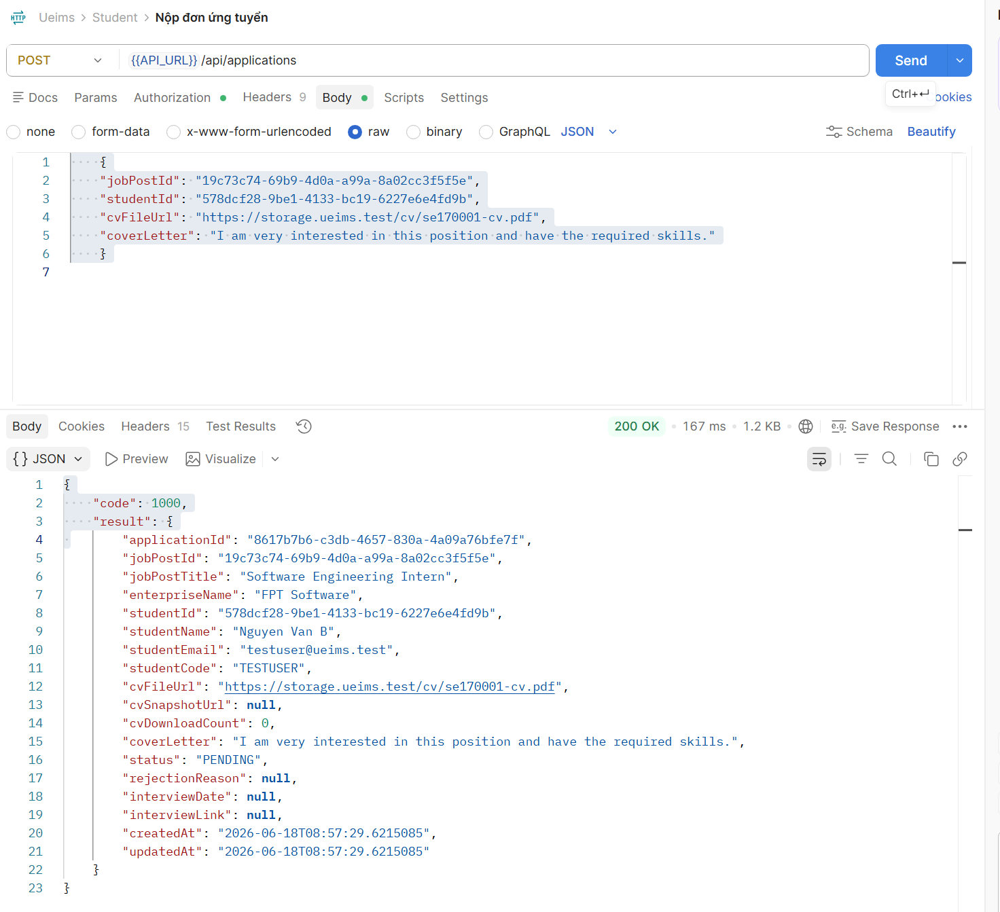 HTTP Ueims > Student > Nộp đơn ứng tuyển
POST {{API_URL}} /api/applications Send
Docs Params Authorization Headers 9 Body Scripts Settings Ctrl+↵ ookies
none form-data x-www-form-urlencoded raw binary GraphQL JSON Schema Beautify
1 {
2 "jobPostId": "19c73c74-69b9-4d0a-a99a-8a02cc3f5f5e",
3 "studentId": "578dcf28-9be1-4133-bc19-6227e6e4fd9b",
4 "cvFileUrl": "https://storage.ueims.test/cv/se170001-cv.pdf",
5 "coverLetter": "I am very interested in this position and have the required skills."
6 }
7
Body Cookies Headers 15 Test Results 200 OK • 167 ms • 1.2 KB • e.g. Save Response
{} JSON Preview Visualize
1 {
2 "code": 1000,
3 "result": {
4 "applicationId": "8617b7b6-c3db-4657-830a-4a09a76bfe7f",
5 "jobPostId": "19c73c74-69b9-4d0a-a99a-8a02cc3f5f5e",
6 "jobPostTitle": "Software Engineering Intern",
7 "enterpriseName": "FPT Software",
8 "studentId": "578dcf28-9be1-4133-bc19-6227e6e4fd9b",
9 "studentName": "Nguyen Van B",
10 "studentEmail": "testuser@ueims.test",
11 "studentCode": "TESTUSER",
12 "cvFileUrl": "https://storage.ueims.test/cv/se170001-cv.pdf",
13 "cvSnapshotUrl": null,
14 "cvDownloadCount": 0,
15 "coverLetter": "I am very interested in this position and have the required skills.",
16 "status": "PENDING",
17 "rejectionReason": null,
18 "interviewDate": null,
19 "interviewLink": null,
20 "createdAt": "2026-06-18T08:57:29.6215085",
21 "updatedAt": "2026-06-18T08:57:29.6215085"
22 }
23 }